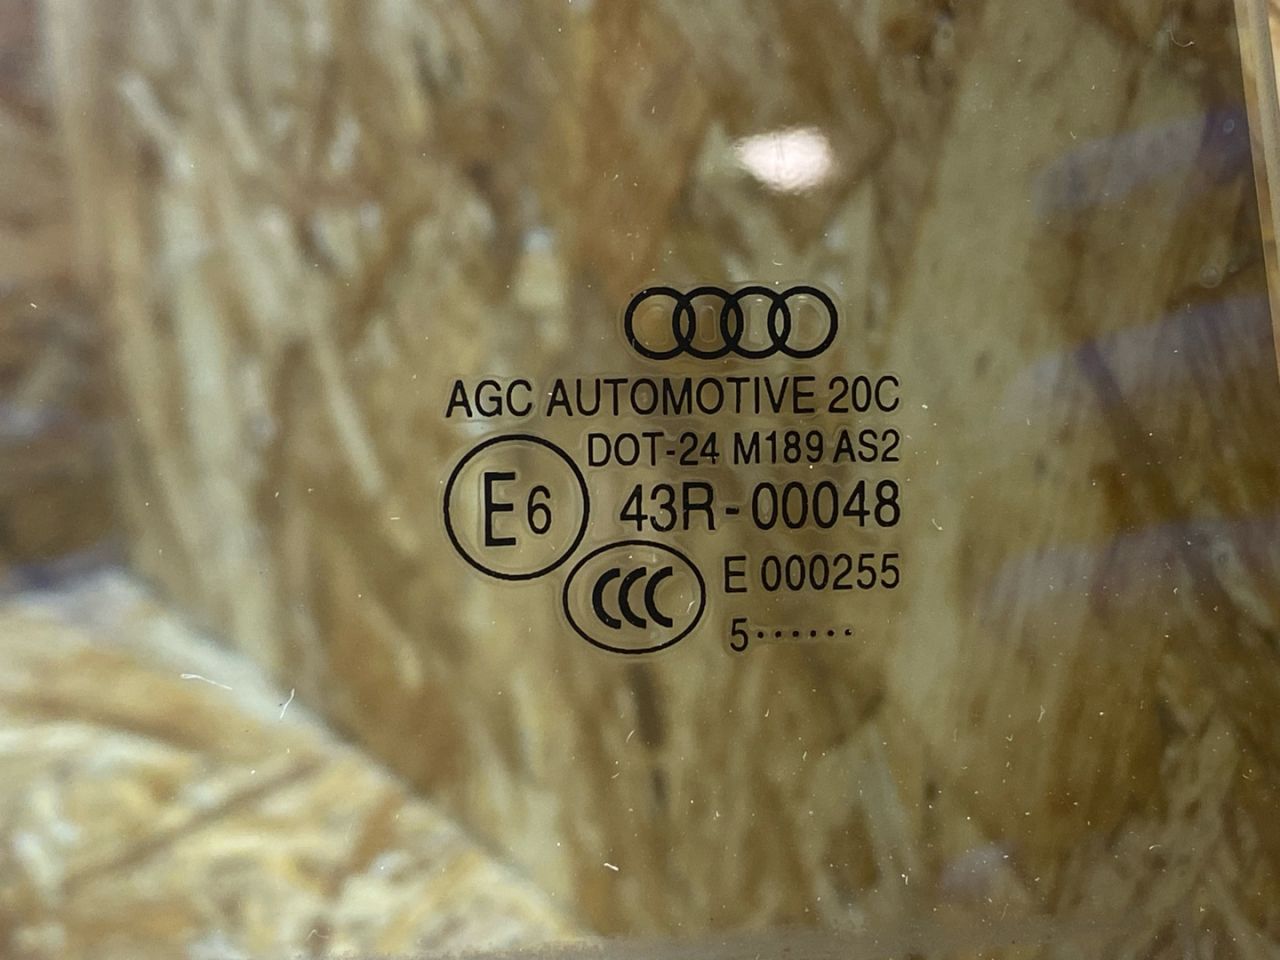 AGC AUTOMOTIVE 20C
DOT-24 M189 AS2
E6 43R-00048
CCC E 000255
5······